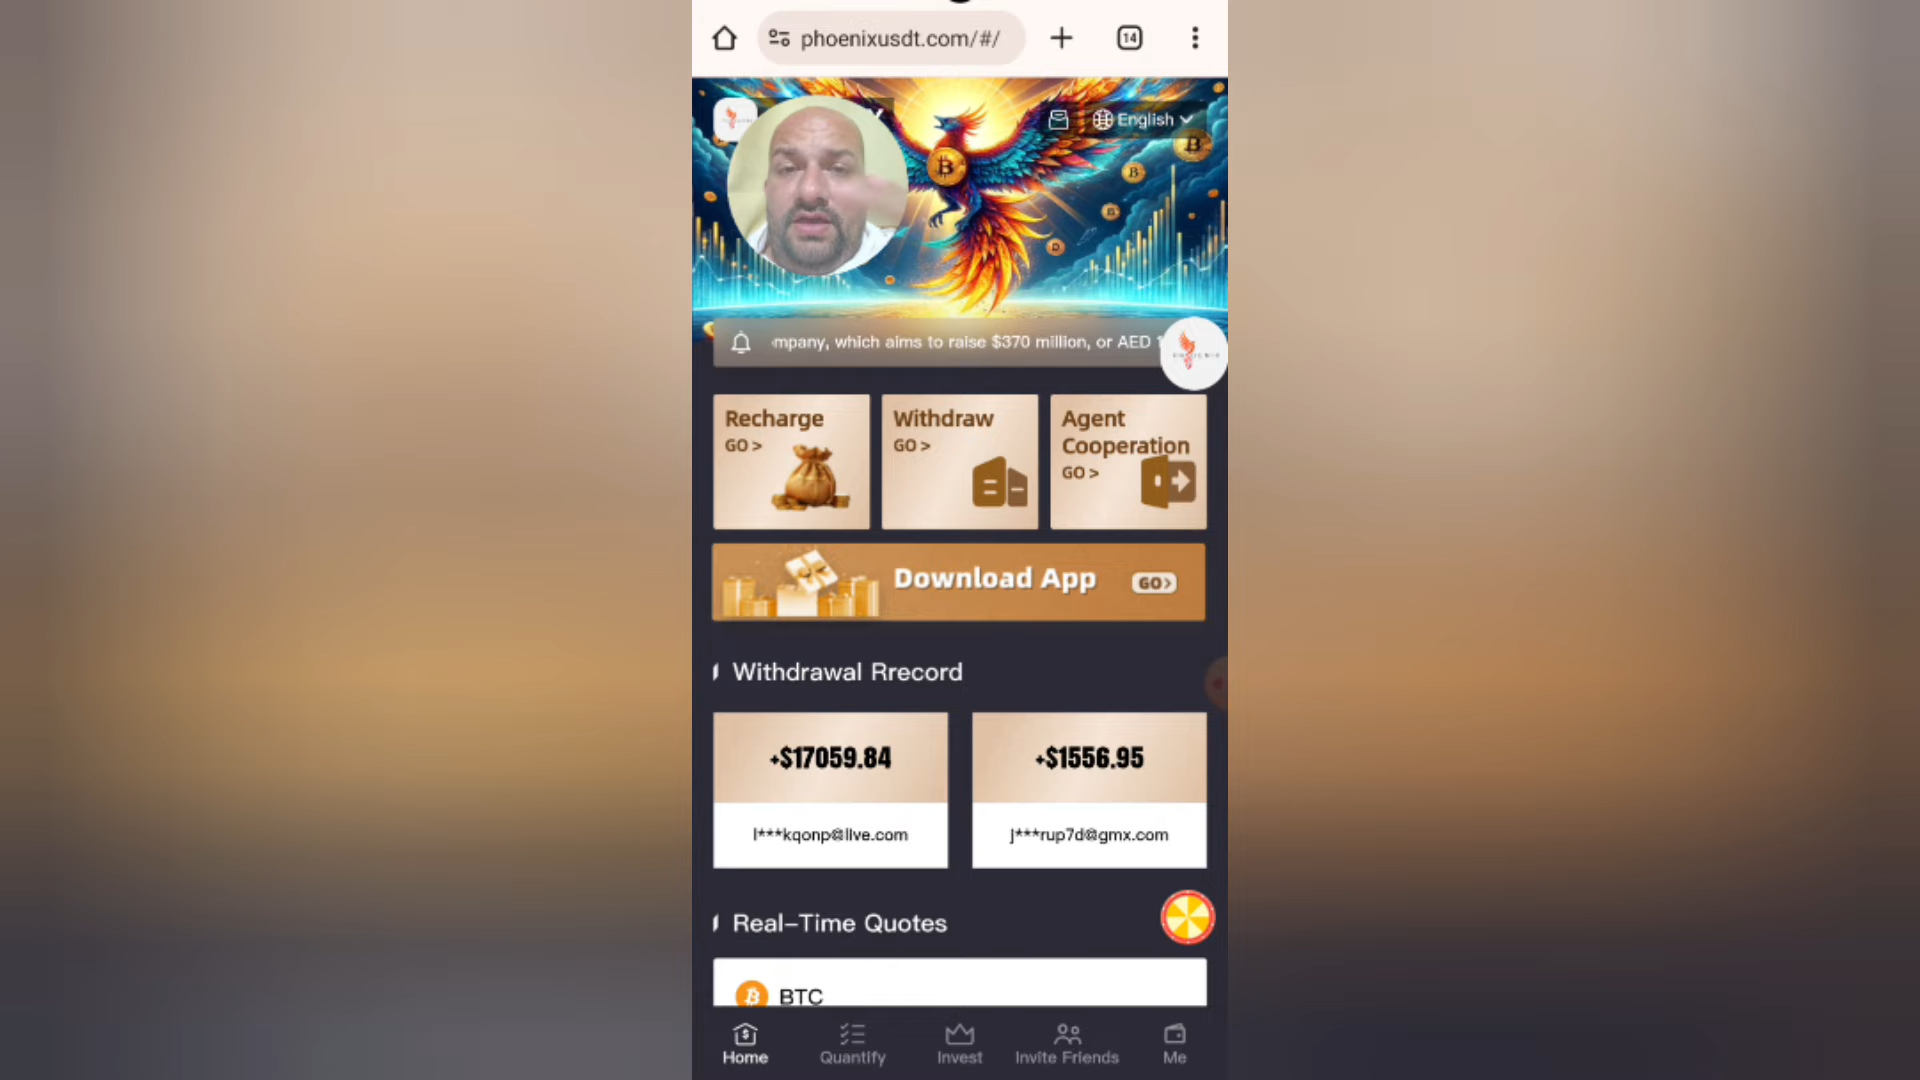 phoenixusdt.com/#/
14
English
ompany, which aims to raise $370 million, or AED
Recharge
GO >
Withdraw
GO >
Agent
Cooperation
GO >
Download App
GO>
Withdrawal Rrecord
+$17059.84
+$1556.95
l***kqonp@live.com
j***rup7d@gmx.com
Real-Time Quotes
BTC
Home
Quantify
Invest
Invite Friends
Me